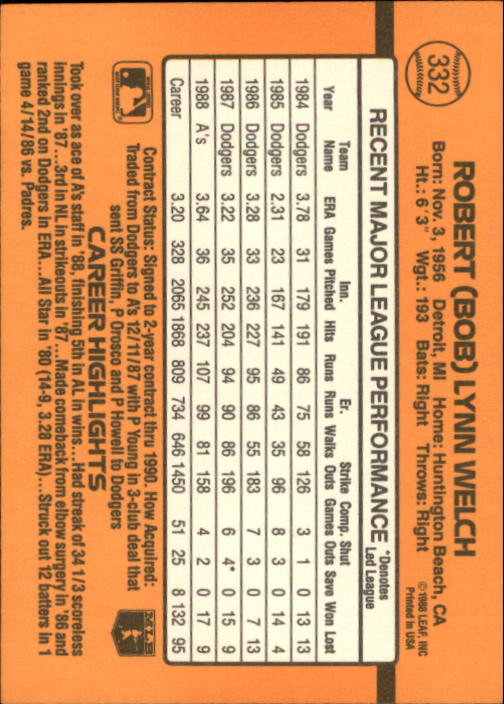 332
ROBERT (BOB) LYNN WELCH
Born: Nov. 3, 1956 Detroit, MI Home: Huntington Beach, CA
Ht.: 6'3" Wgt.: 193 Bats: Right Throws: Right
©1988 LEAF, INC
Printed in USA
RECENT MAJOR LEAGUE PERFORMANCE
*Denotes
Led League
Team Inn. Er. Strike Comp. Shut
Year Name ERA Games Pitched Hits Runs Runs Walks Outs Games Outs Save Won Lost
1984 Dodgers 3.78 31 179 191 86 75 58 126 3 1 0 13 13
1985 Dodgers 2.31 23 167 141 49 43 35 96 8 3 0 14 4
1986 Dodgers 3.28 33 236 227 95 86 55 183 7 3 0 7 13
1987 Dodgers 3.22 35 252 204 94 90 86 196 6 4* 0 15 9
1988 A's 3.64 36 245 237 107 99 81 158 4 2 0 17 9
Career 3.20 328 2065 1868 809 734 646 1450 51 25 8 132 95
Contract Status: Signed to 2-year contract thru 1990. How Acquired:
Traded from Dodgers to A's 12/11/87 with P Young in 3-club deal that
sent SS Griffin, P Orosco and P Howell to Dodgers
MLB
CAREER HIGHLIGHTS
Took over as ace of A's staff in '88, finishing 5th in AL in wins...Had streak of 34 1/3 scoreless
innings in '87...3rd in NL in strikeouts in '87...Made comeback from elbow surgery in '86 and
ranked 2nd on Dodgers in ERA...All Star in '80 (14-9, 3.28 ERA)...Struck out 12 batters in 1
game 4/14/86 vs. Padres.